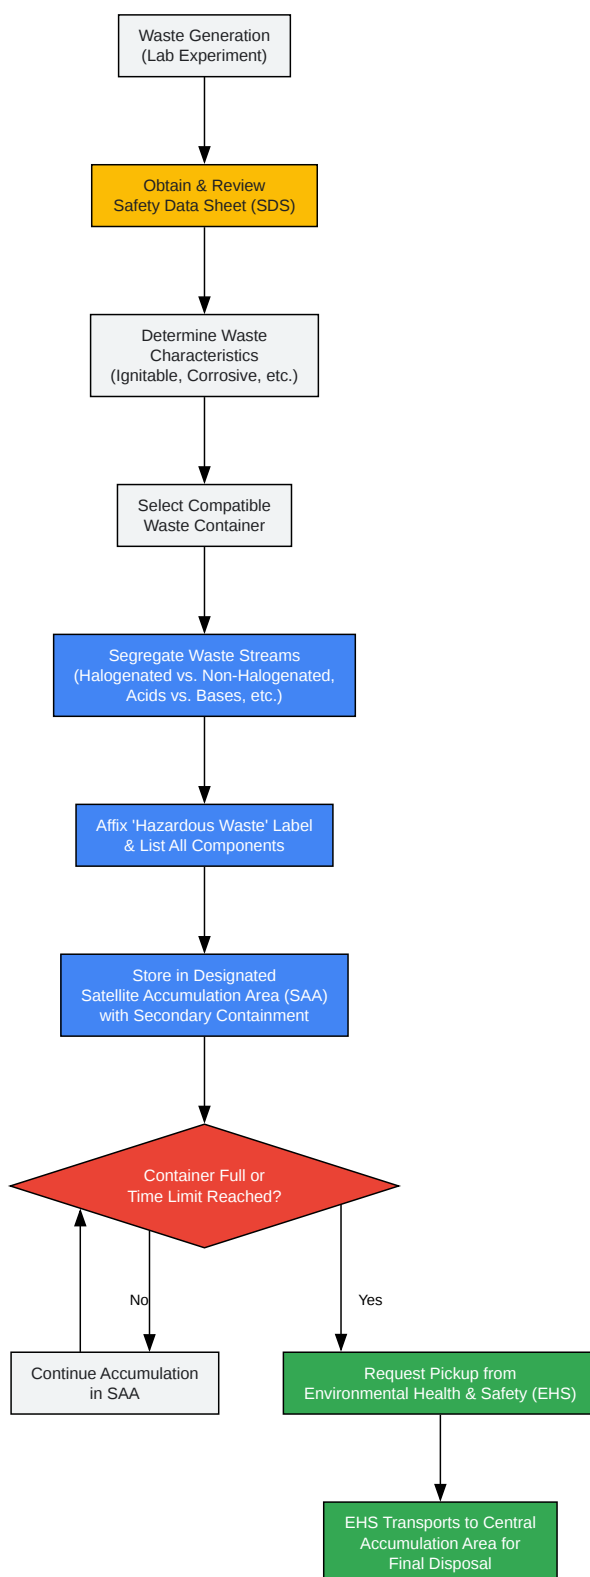 Waste Generation
(Lab Experiment)
Obtain & Review
Safety Data Sheet (SDS)
Determine Waste
Characteristics
(Ignitable, Corrosive, etc.)
Select Compatible
Waste Container
Segregate Waste Streams
(Halogenated vs. Non-Halogenated,
Acids vs. Bases, etc.)
Affix 'Hazardous Waste' Label
& List All Components
Store in Designated
Satellite Accumulation Area (SAA)
with Secondary Containment
Container Full or
Time Limit Reached?
No
Yes
Continue Accumulation
in SAA
Request Pickup from
Environmental Health & Safety (EHS)
EHS Transports to Central
Accumulation Area for
Final Disposal